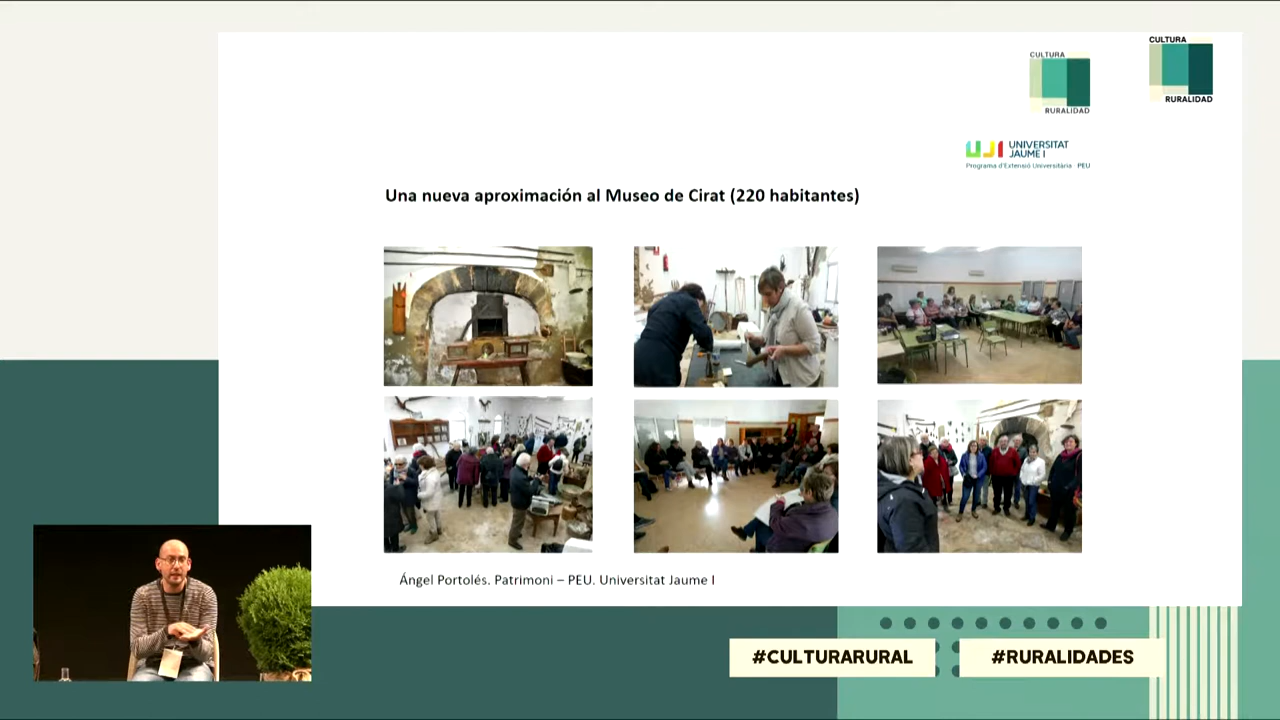 CULTURA
RURALIDAD
CULTURA
RURALIDAD
UJI UNIVERSITAT
JAUME I
Programa d'Extensió Universitària · PEU
Una nueva aproximación al Museo de Cirat (220 habitantes)
Ángel Portolés. Patrimoni – PEU. Universitat Jaume I
#CULTURARURAL
#RURALIDADES